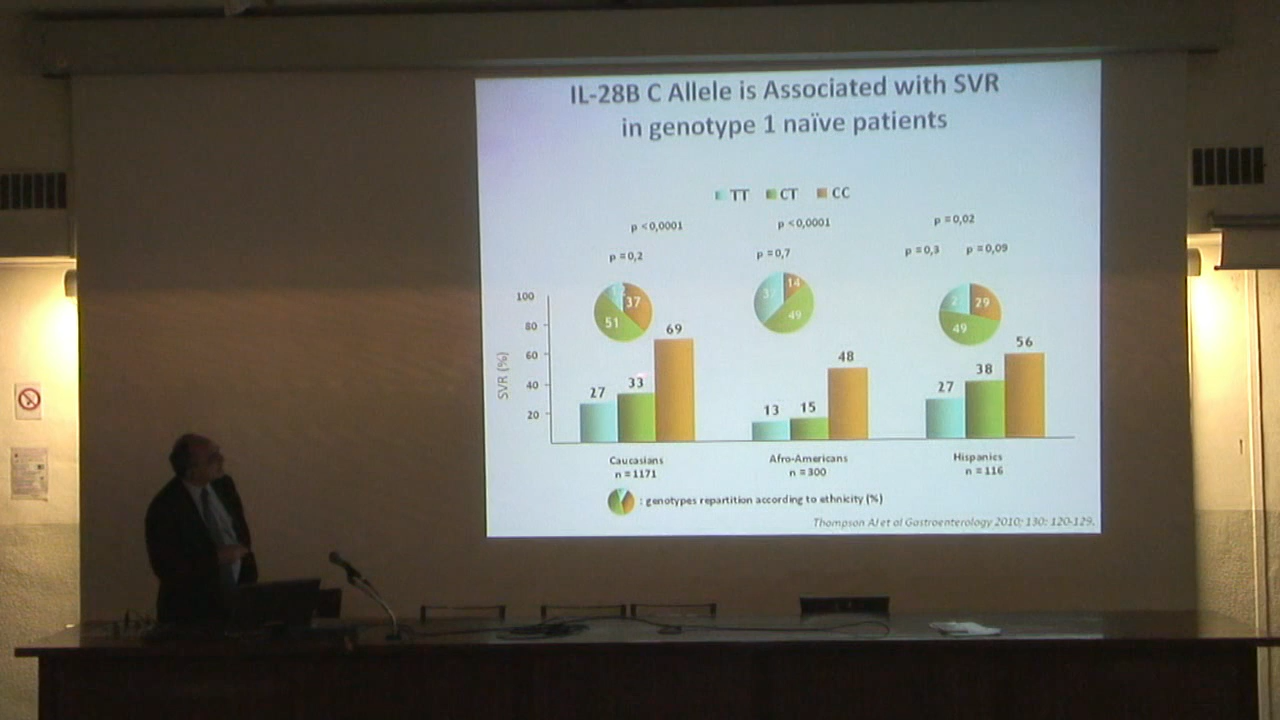 IL-28B C Allele is Associated with SVR
in genotype 1 naïve patients
TT CT CC
p <0,0001 p <0,0001 p =0,02
p =0,2 p =0,7 p =0,3 p =0,09
37 51
14 49
29 49
SVR (%)
100
80
60
40
20
27 33 69
13 15 48
27 38 56
Caucasians Afro-Americans Hispanics
n =1171 n =300 n =116
: genotypes repartition according to ethnicity (%)
Thompson AJ et al Gastroenterology 2010; 130: 120-129.